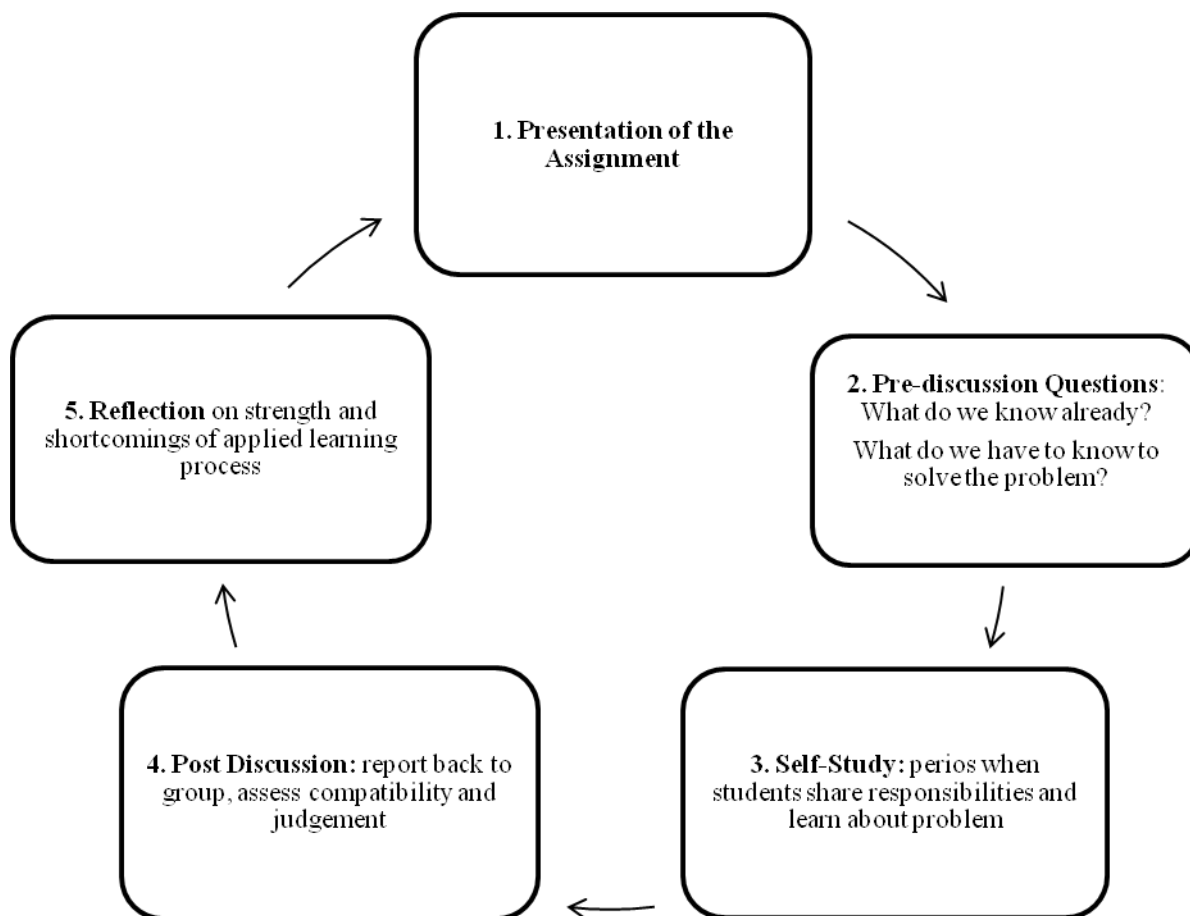 1. Presentation of the
Assignment
2. Pre-discussion Questions:
What do we know already?
What do we have to know to
solve the problem?
3. Self-Study: perios when
students share responsibilities and
learn about problem
4. Post Discussion: report back to
group, assess compatibility and
judgement
5. Reflection on strength and
shortcomings of applied learning
process